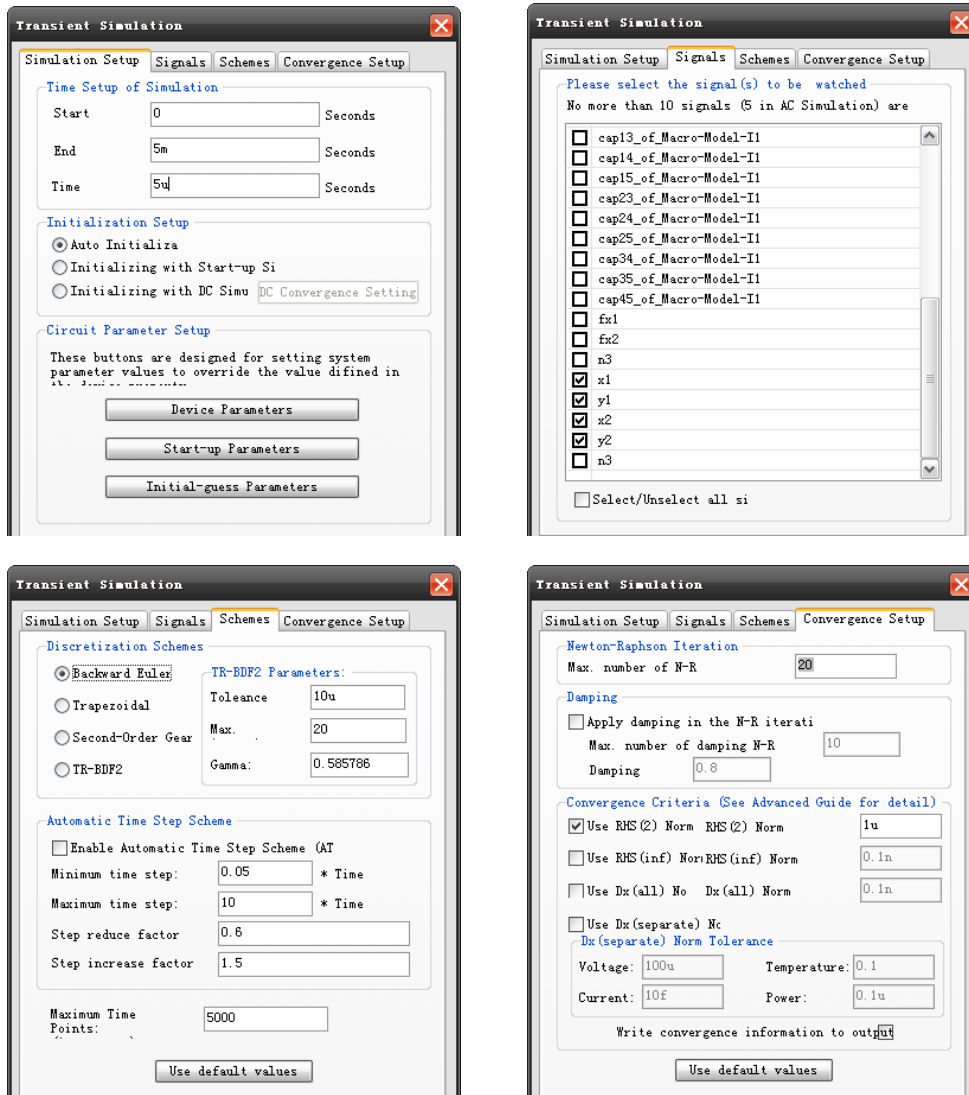 Transient Simulation
Simulation Setup Signals Schemes Convergence Setup
Time Setup of Simulation
Start 0 Seconds
End 5m Seconds
Time 5u Seconds
Initialization Setup
Auto Initializa
Initializing with Start-up Si
Initializing with DC Simu DC Convergence Setting
Circuit Parameter Setup
These buttons are designed for setting system
parameter values to override the value difined in
Device Parameters
Start-up Parameters
Initial-guess Parameters
Transient Simulation
Simulation Setup Signals Schemes Convergence Setup
Please select the signal(s) to be watched
No more than 10 signals (5 in AC Simulation) are
cap13_of_Macro-Model-I1
cap14_of_Macro-Model-I1
cap15_of_Macro-Model-I1
cap23_of_Macro-Model-I1
cap24_of_Macro-Model-I1
cap25_of_Macro-Model-I1
cap34_of_Macro-Model-I1
cap35_of_Macro-Model-I1
cap45_of_Macro-Model-I1
fx1
fx2
n3
x1
y1
x2
y2
n3
Select/Unselect all si
Transient Simulation
Simulation Setup Signals Schemes Convergence Setup
Discretization Schemes
Backward Euler
Trapezoidal
Second-Order Gear
TR-BDF2
TR-BDF2 Parameters:
Toleance 10u
Max. 20
Gamma: 0.585786
Automatic Time Step Scheme
Enable Automatic Time Step Scheme (AT
Minimum time step: 0.05 * Time
Maximum time step: 10 * Time
Step reduce factor 0.6
Step increase factor 1.5
Maximum Time
Points: 5000
Use default values
Transient Simulation
Simulation Setup Signals Schemes Convergence Setup
Newton-Raphson Iteration
Max. number of N-R 20
Damping
Apply damping in the N-R iterati
Max. number of damping N-R 10
Damping 0.8
Convergence Criteria (See Advanced Guide for detail)
Use RHS(2) Norm RHS(2) Norm 1u
Use RHS(inf) Nor RHS(inf) Norm 0.1n
Use Dx(all) No Dx(all) Norm 0.1n
Use Dx(separate) Nc
Dx(separate) Norm Tolerance
Voltage: 100u Temperature: 0.1
Current: 10f Power: 0.1u
Write convergence information to output
Use default values